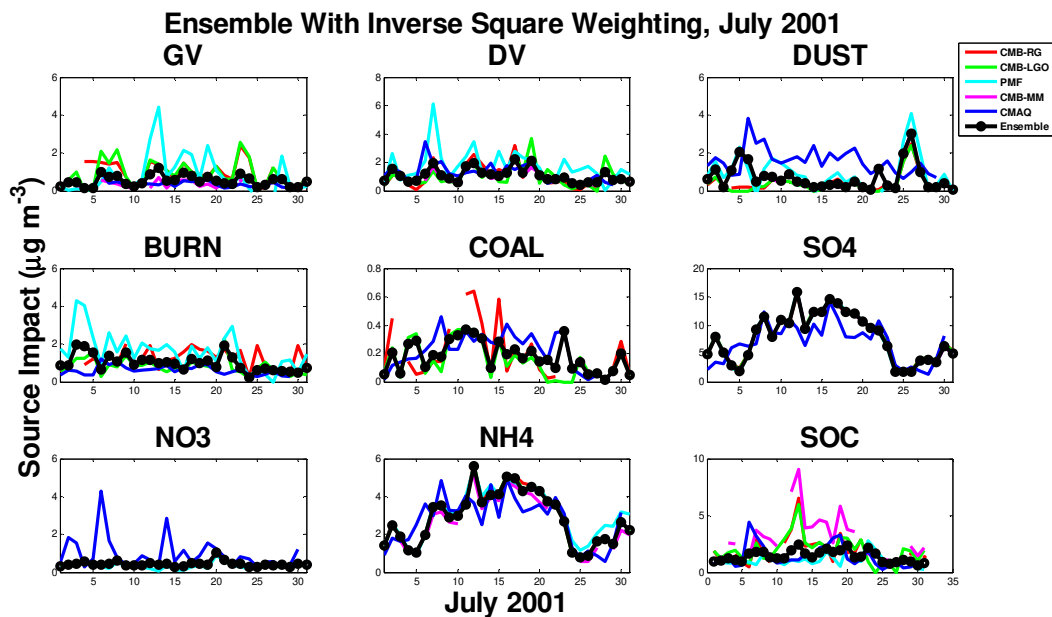 Ensemble With Inverse Square Weighting, July 2001
GV
DV
DUST
6
4
2
0
5 10 15 20 25 30
8
6
4
2
0
5 10 15 20 25 30
6
4
2
0
5 10 15 20 25 30
CMB-RG
CMB-LGO
PMF
CMB-MM
CMAQ
Ensemble
Source Impact (μg m-3)
BURN
COAL
SO4
6
4
2
0
5 10 15 20 25 30
0.8
0.6
0.4
0.2
0
5 10 15 20 25 30
20
15
10
5
0
5 10 15 20 25 30
NO3
NH4
SOC
6
4
2
0
5 10 15 20 25 30
6
4
2
0
5 10 15 20 25 30
10
5
0
0 5 10 15 20 25 30 35
July 2001